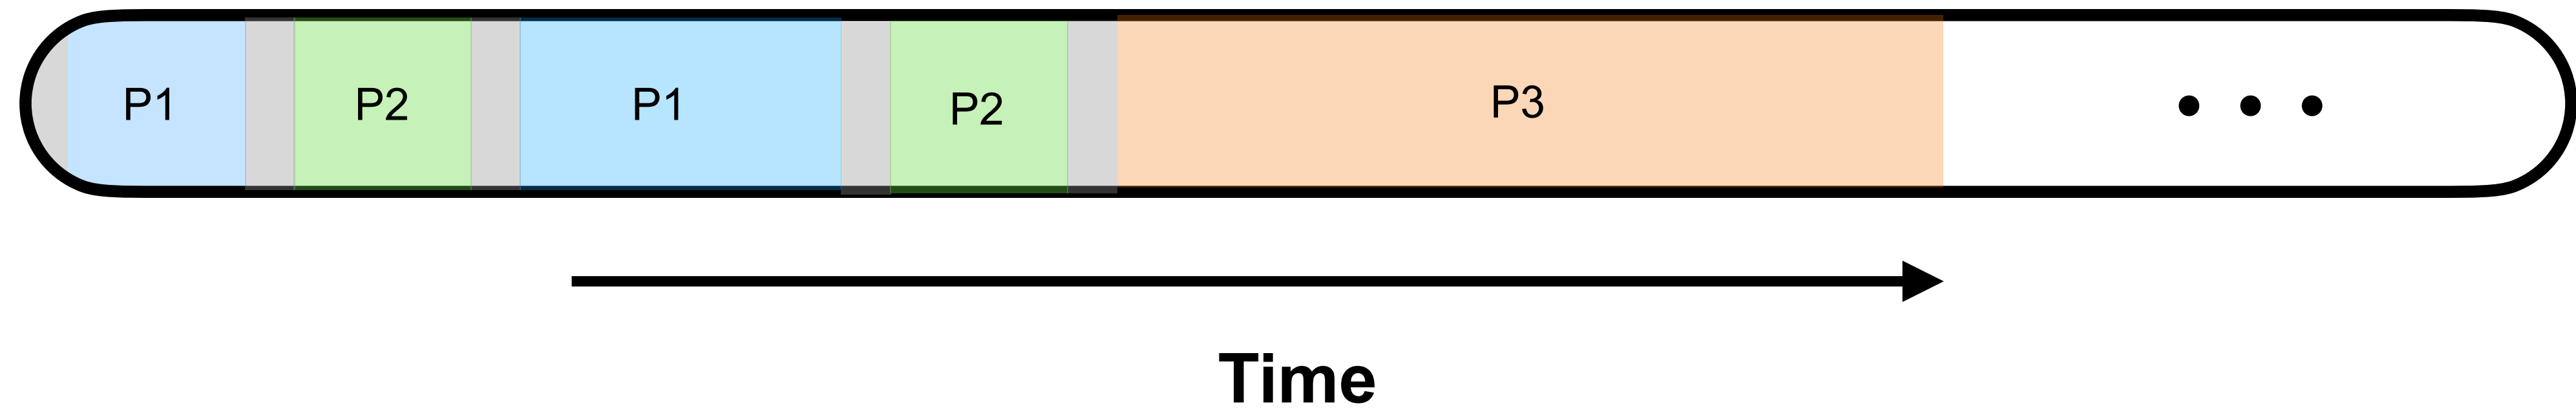 P1 P2 P1 P2 P3 • • •
Time